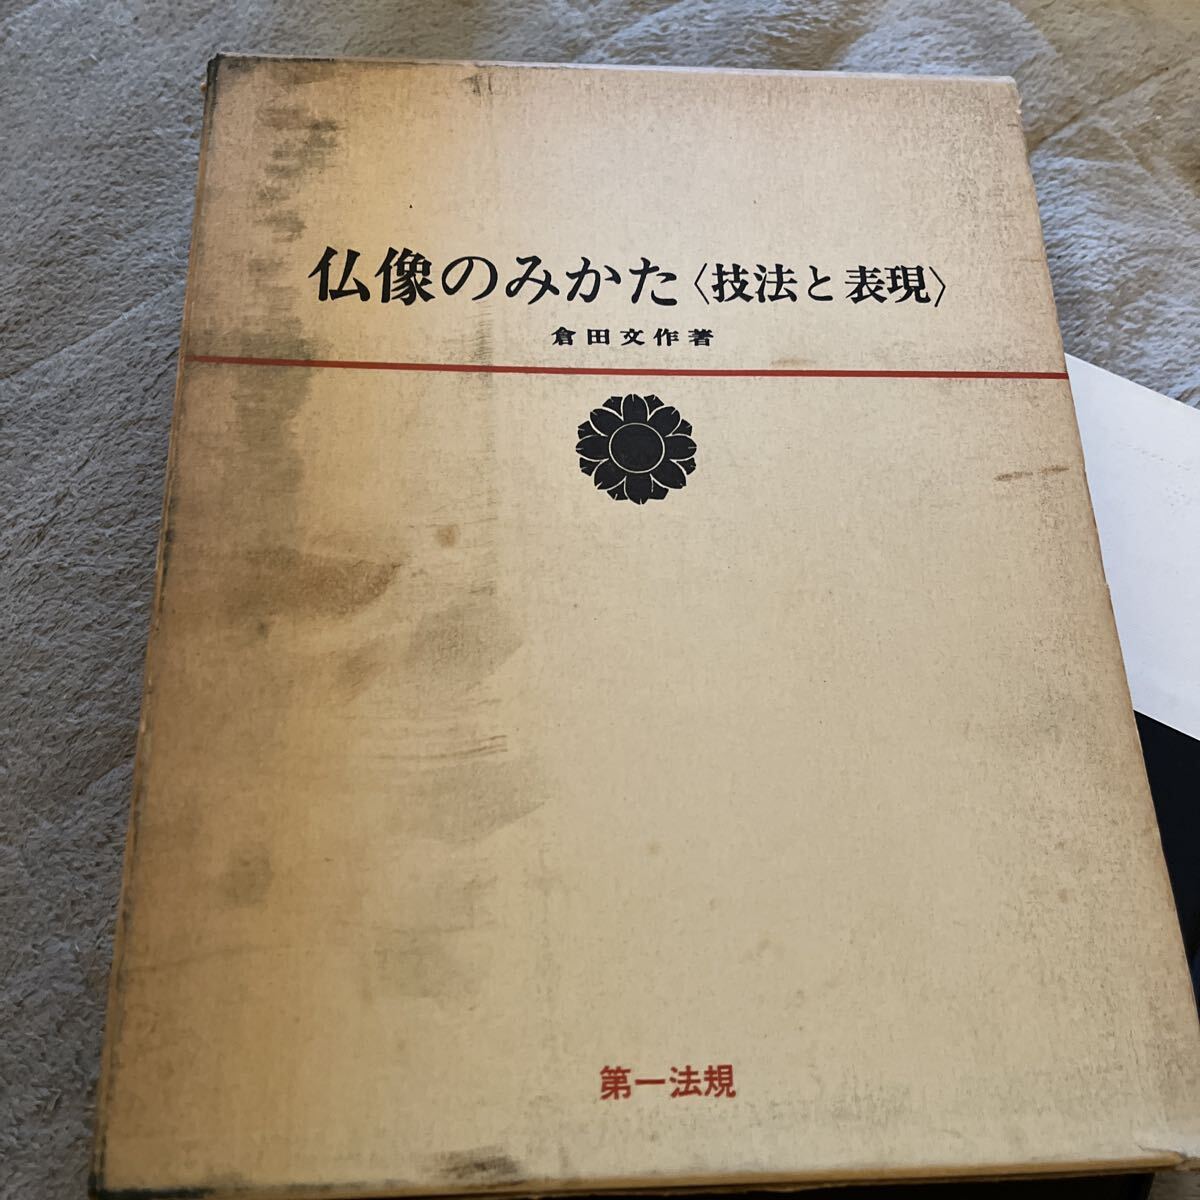 仏像のみかた〈技法と表現〉
倉田文作著
第一法規